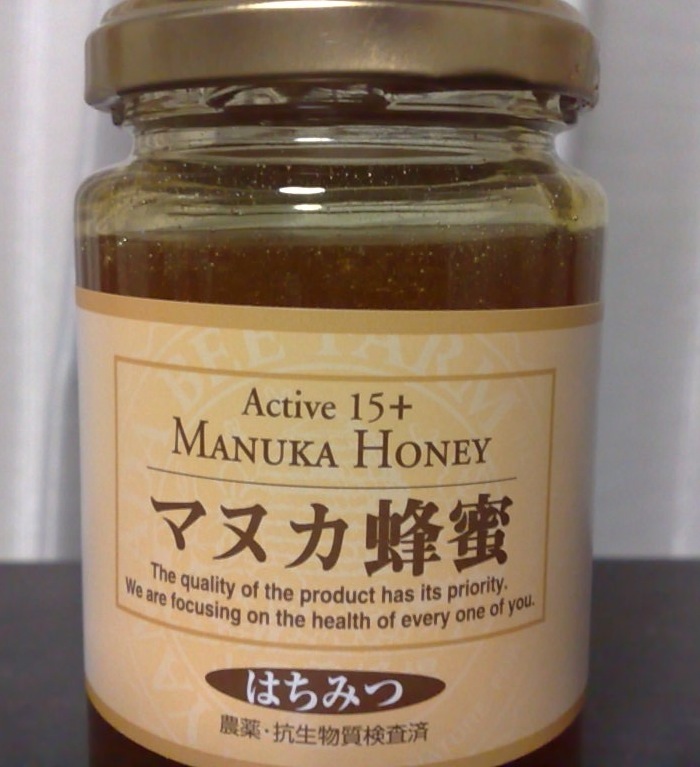 BEE FARM
Active 15+
MANUKA HONEY
マヌカ蜂蜜
The quality of the product has its priority.
We are focusing on the health of every one of you.
はちみつ
農薬・抗生物質検査済